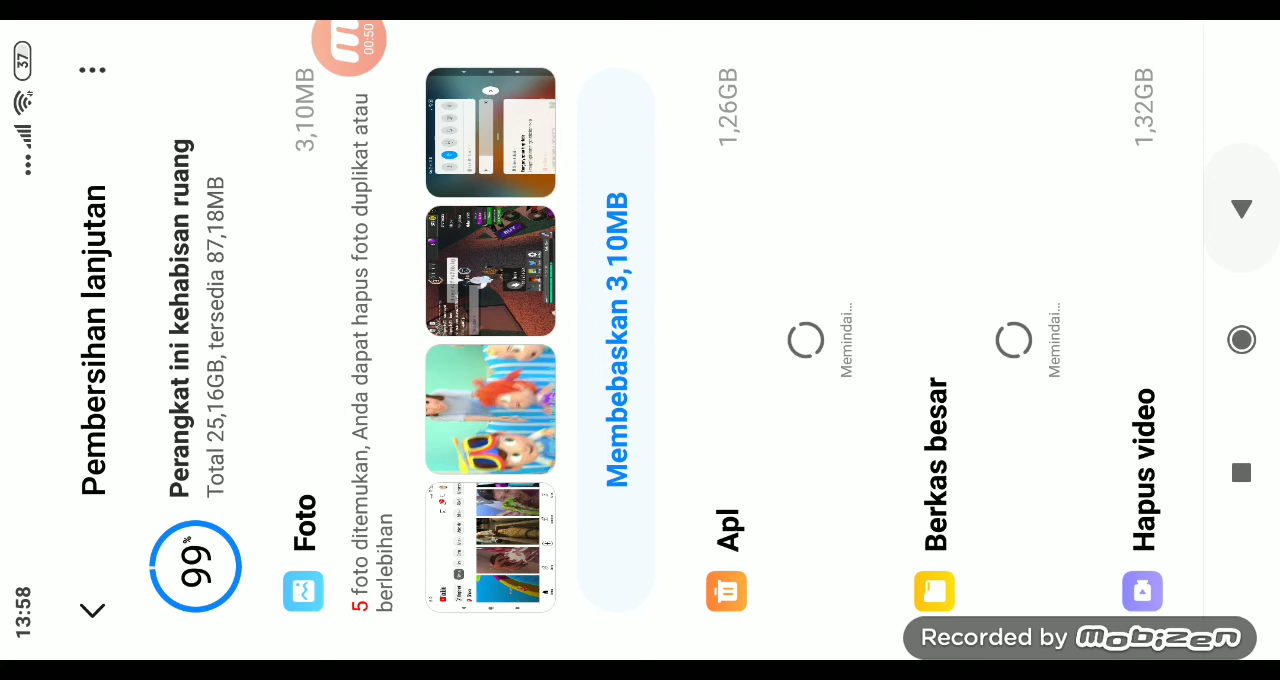 13:58
37
Pembersihan lanjutan
99%
Perangkat ini kehabisan ruang
Total 25,16GB, tersedia 87,18MB
Foto
3,10MB
00:50
5 foto ditemukan, Anda dapat hapus foto duplikat atau
berlebihan
BUY
Membebaskan 3,10MB
Apl
1,26GB
Memindai...
Berkas besar
Memindai...
Hapus video
1,32GB
Recorded by mobizen